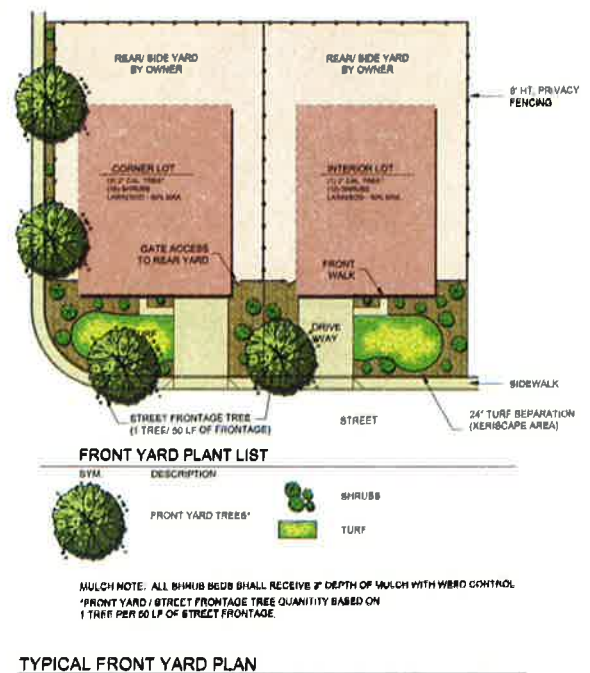 REAR/ SIDE YARD
BY OWNER
REAR/ SIDE YARD
BY OWNER
6' HT. PRIVACY
FENCING
CORNER LOT
SHRUBS
INTERIOR LOT
SHRUBS
GATE ACCESS
TO REAR YARD
FRONT
WALK
DRIVE
WAY
SIDEWALK
STREET FRONTAGE TREE
(1 TREE/ 50 LF OF FRONTAGE)
STREET
24" TURF SEPARATION
(XERISCAPE AREA)
FRONT YARD PLANT LIST
SYM. DESCRIPTION
FRONT YARD TREES*
SHRUBS
TURF
MULCH NOTE: ALL SHRUB BEDS SHALL RECEIVE 3" DEPTH OF MULCH WITH WEED CONTROL
*FRONT YARD / STREET FRONTAGE TREE QUANTITY BASED ON
1 TREE PER 50 LF OF STREET FRONTAGE.
TYPICAL FRONT YARD PLAN